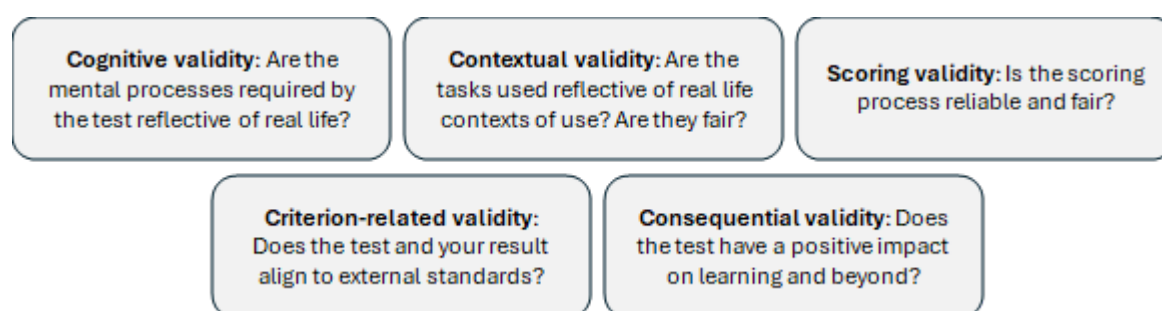 Cognitive validity: Are the
mental processes required by
the test reflective of real life?
Contextual validity: Are the
tasks used reflective of real life
contexts of use? Are they fair?
Scoring validity: Is the scoring
process reliable and fair?
Criterion-related validity:
Does the test and your result
align to external standards?
Consequential validity: Does
the test have a positive impact
on learning and beyond?